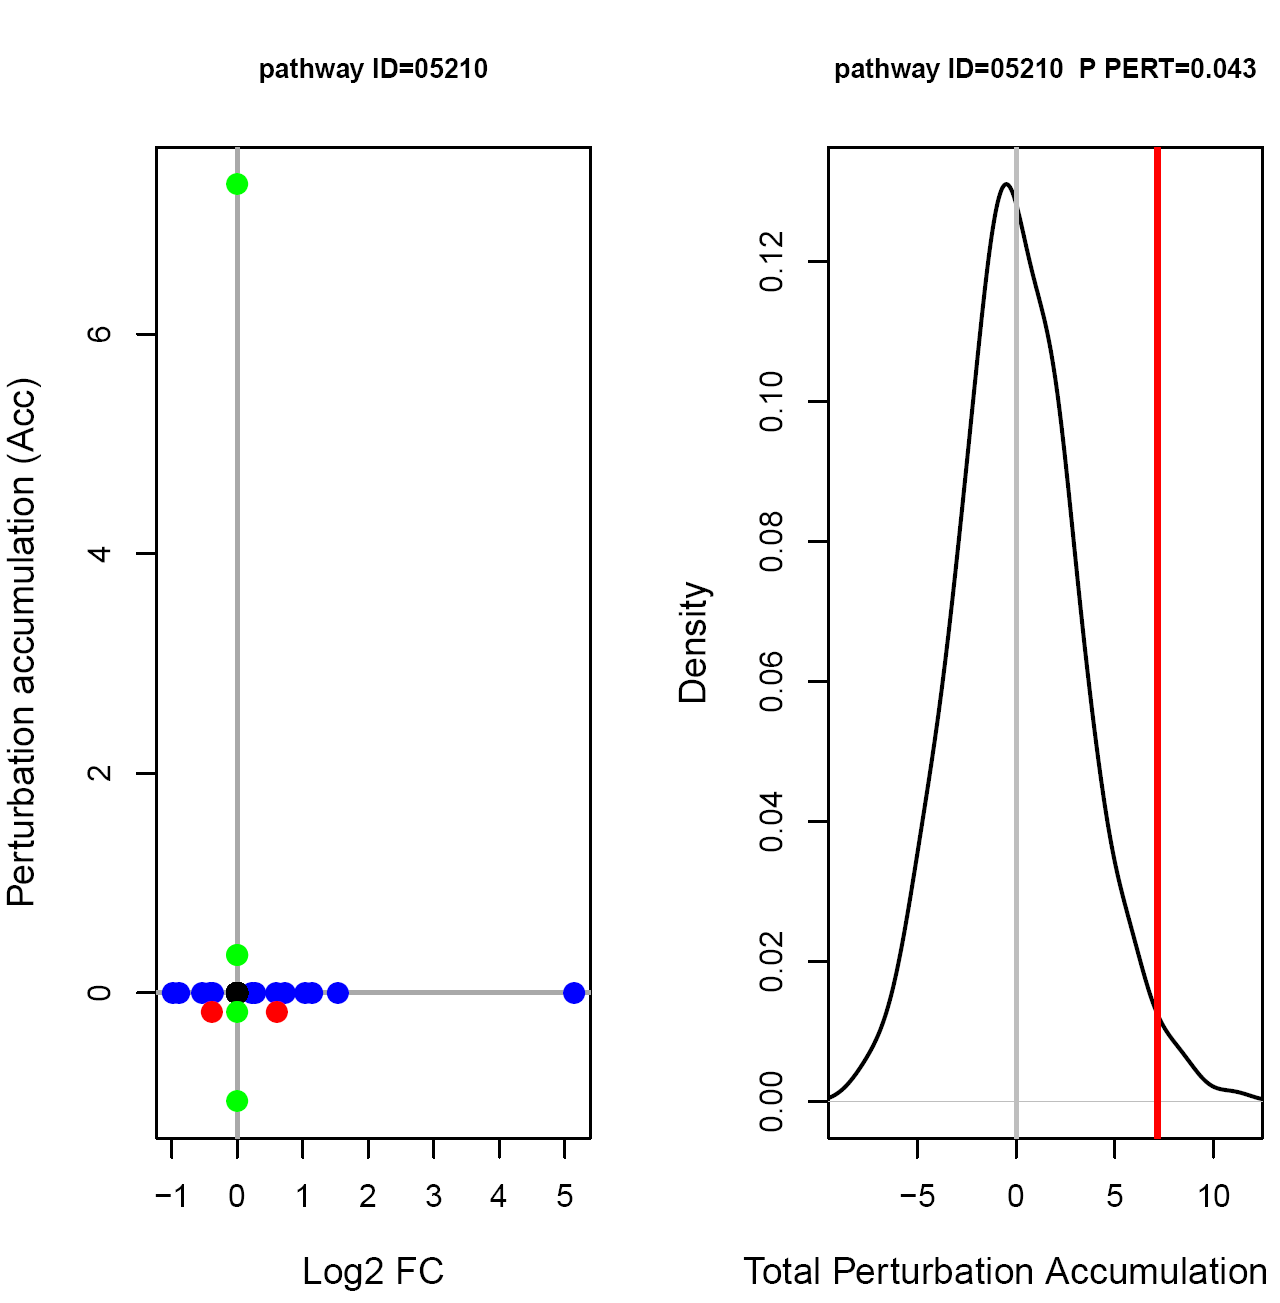 pathway ID=05210
Perturbation accumulation (Acc)
6
4
2
0
−1 0 1 2 3 4 5
Log2 FC
pathway ID=05210 P PERT=0.043
Density
0.12
0.10
0.08
0.06
0.04
0.02
0.00
−5 0 5 10
Total Perturbation Accumulation